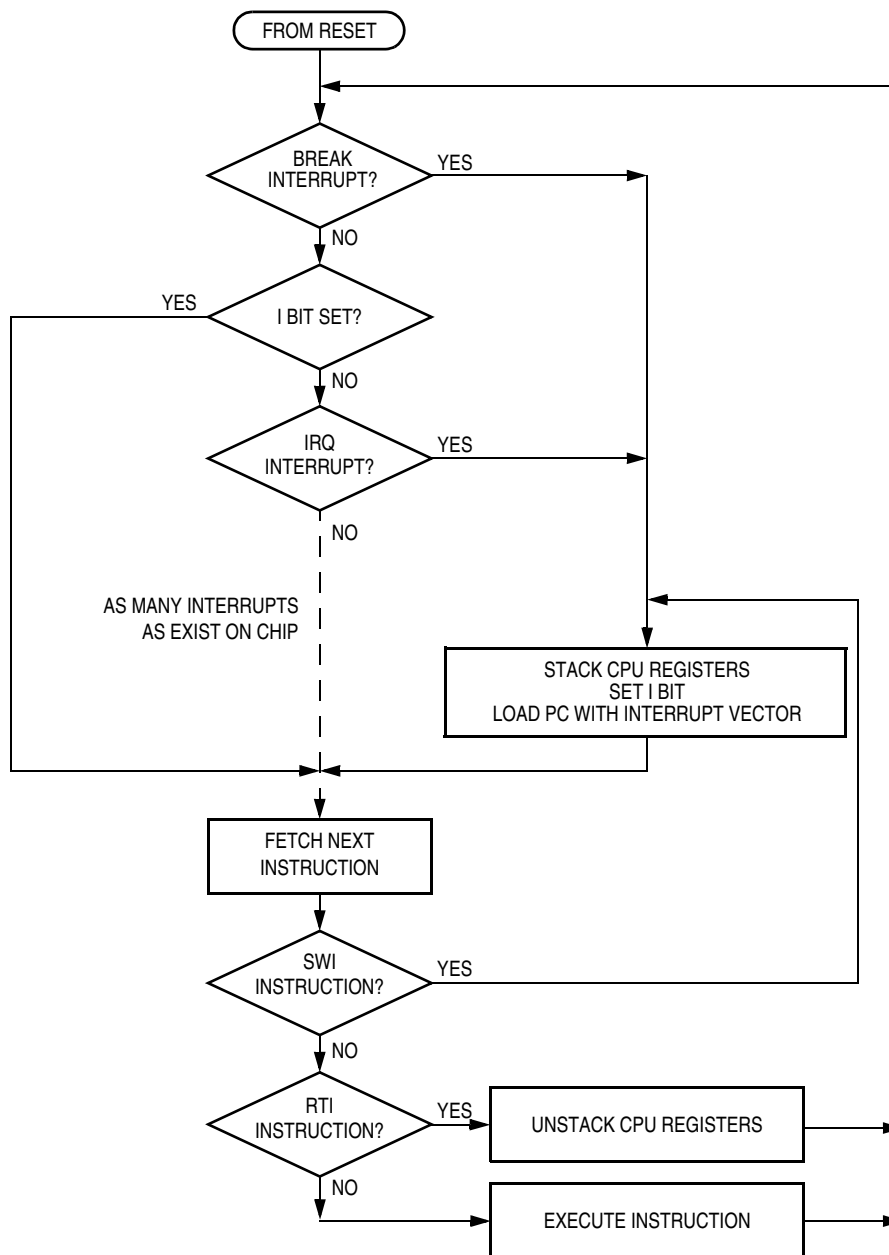 FROM RESET
BREAK
INTERRUPT?
YES
NO
YES
I BIT SET?
NO
IRQ
INTERRUPT?
YES
NO
AS MANY INTERRUPTS
AS EXIST ON CHIP
STACK CPU REGISTERS
SET I BIT
LOAD PC WITH INTERRUPT VECTOR
FETCH NEXT
INSTRUCTION
SWI
INSTRUCTION?
YES
NO
RTI
INSTRUCTION?
YES
UNSTACK CPU REGISTERS
NO
EXECUTE INSTRUCTION